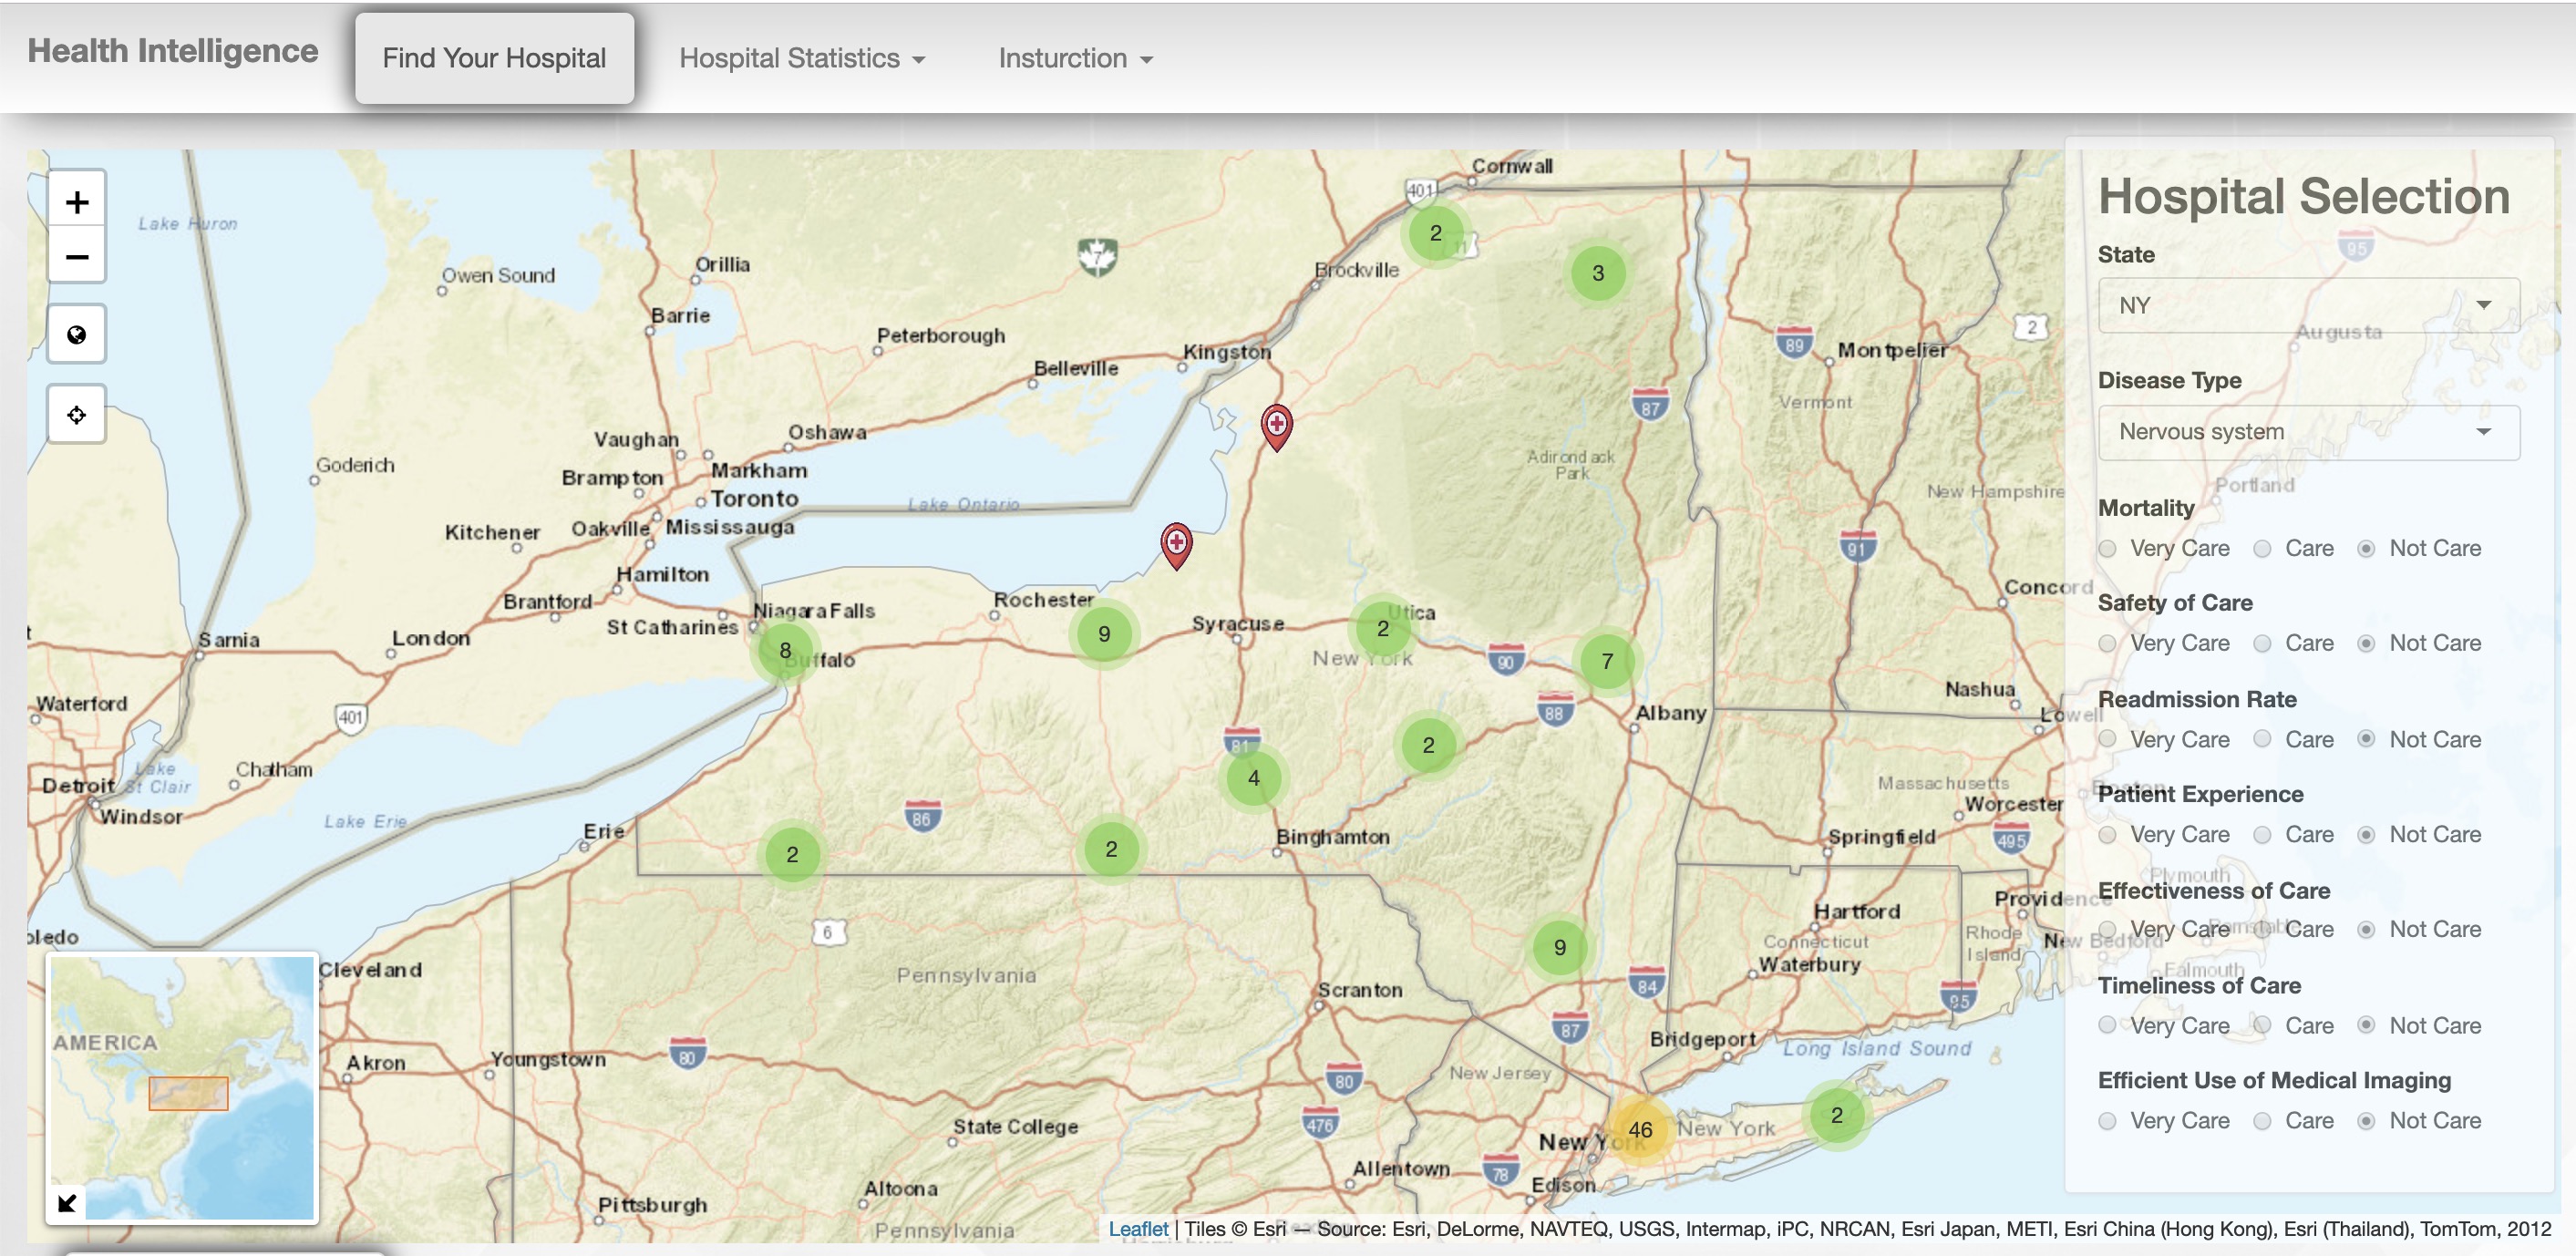 Health Intelligence
Find Your Hospital
Hospital Statistics
Insturction
+
−
Lake Huron
Owen Sound
Orillia
Barrie
7
Peterborough
Belleville
Kingston
Brockville
401
Cornwall
2
11
3
Goderich
Vaughan
Oshawa
Markham
Brampton
Toronto
Mississauga
Oakville
Kitchener
Hamilton
Brantford
St Catharines
Niagara Falls
Lake Ontario
Rochester
Syracuse
Utica
New York
Adirondack
Park
87
89
Montpelier
Vermont
2
New Hampshire
91
Concord
Nashua
Lowell
Sarnia
London
8
Buffalo
9
2
90
7
88
Albany
2
81
4
Binghamton
86
2
2
Waterford
401
Chatham
Lake
St Clair
Detroit
Windsor
Lake Erie
Erie
Massachusetts
Worcester
Springfield
495
Hartford
Connecticut
Waterbury
Providence
Rhode
Island
New Bedford
95
oledo
Cleveland
6
Pennsylvania
Scranton
9
84
87
Bridgeport
Long Island Sound
New Jersey
Akron
Youngstown
80
80
476
State College
Allentown
78
New York
46
New York
2
Edison
Altoona
Pittsburgh
Pennsylvania
AMERICA
Hospital Selection
State
NY
95
Augusta
Disease Type
Nervous system
Portland
Mortality
Very Care Care Not Care
Safety of Care
Very Care Care Not Care
Readmission Rate
Very Care Care Not Care
Boston
Patient Experience
Very Care Care Not Care
Plymouth
Effectiveness of Care
Very Care Care Not Care
Barnstable
Falmouth
Timeliness of Care
Very Care Care Not Care
Efficient Use of Medical Imaging
Very Care Care Not Care
Leaflet | Tiles © Esri — Source: Esri, DeLorme, NAVTEQ, USGS, Intermap, iPC, NRCAN, Esri Japan, METI, Esri China (Hong Kong), Esri (Thailand), TomTom, 2012